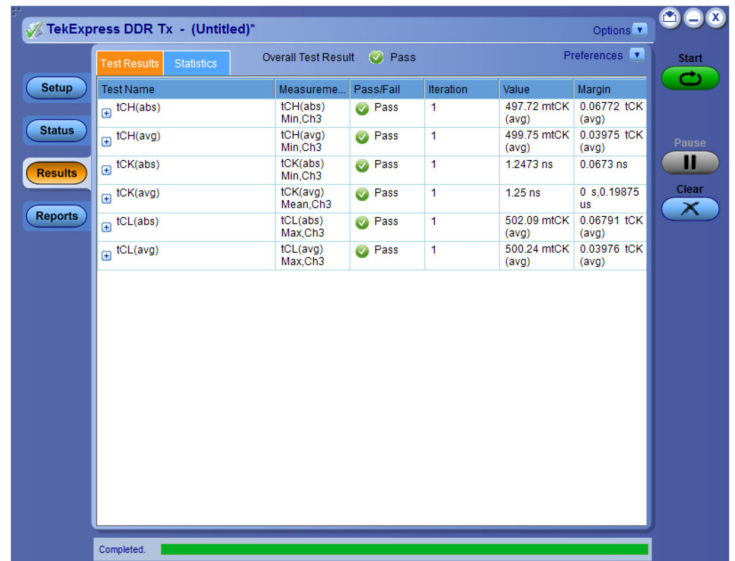 TekExpress DDR Tx - (Untitled)*
Options
Test Results
Statistics
Overall Test Result
Pass
Preferences
Start
Setup
Status
Results
Reports
Pause
Clear
Test Name Measureme... Pass/Fail Iteration Value Margin
tCH(abs) tCH(abs) Pass 1 497.72 mtCK 0.06772 tCK
Min,Ch3 (avg) (avg)
tCH(avg) tCH(avg) Pass 1 499.75 mtCK 0.03975 tCK
Min,Ch3 (avg) (avg)
tCK(abs) tCK(abs) Pass 1 1.2473 ns 0.0673 ns
Min,Ch3
tCK(avg) tCK(avg) Pass 1 1.25 ns 0 s,0.19875
Mean,Ch3 us
tCL(abs) tCL(abs) Pass 1 502.09 mtCK 0.06791 tCK
Max,Ch3 (avg) (avg)
tCL(avg) tCL(avg) Pass 1 500.24 mtCK 0.03976 tCK
Max,Ch3 (avg) (avg)
Completed.